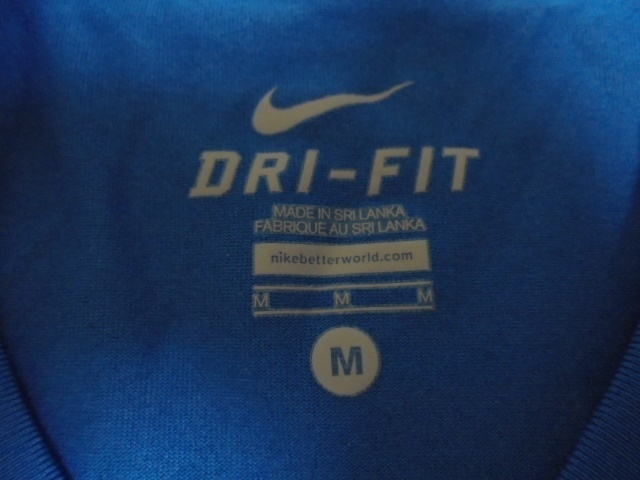 DRI-FIT
MADE IN SRI LANKA
FABRIQUE AU SRI LANKA
nikebetterworld.com
M M M
M